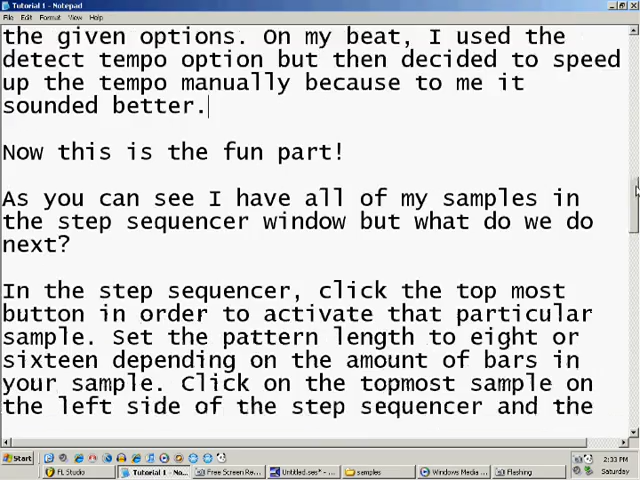 Tutorial 1 - Notepad
File Edit Format View Help
the given options. On my beat, I used the
detect tempo option but then decided to speed
up the tempo manually because to me it
sounded better.
Now this is the fun part!
As you can see I have all of my samples in
the step sequencer window but what do we do
next?
In the step sequencer, click the top most
button in order to activate that particular
sample. Set the pattern length to eight or
sixteen depending on the amount of bars in
your sample. Click on the topmost sample on
the left side of the step sequencer and the
Start
2:33 PM
FL Studio
Tutorial 1 - No...
Free Screen Re...
Untitled.ses* - ...
samples
Windows Media ...
Flashing
Saturday